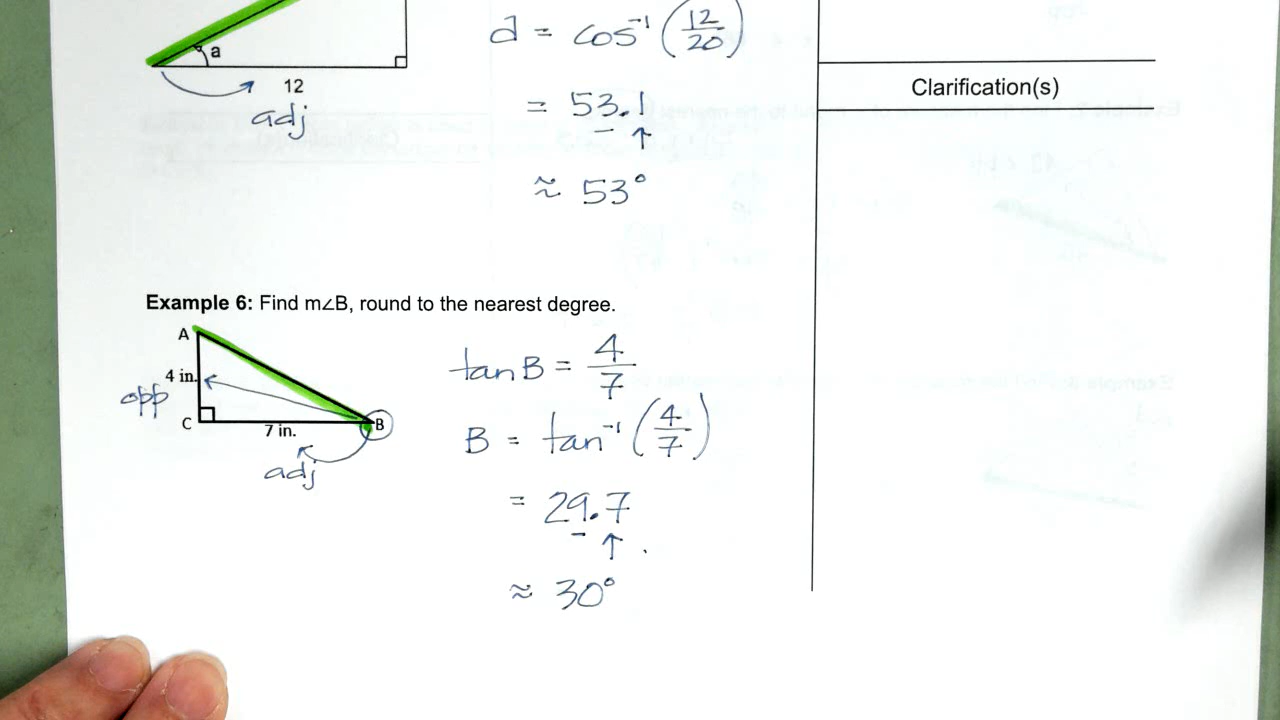 a
12
adj
a = cos⁻¹ (12/20)
= 53.1
≈ 53°
Clarification(s)
Example 6: Find m∠B, round to the nearest degree.
A
4 in.
opp
C
7 in.
B
adj
tan B = 4/7
B = tan⁻¹ (4/7)
= 29.7
≈ 30°